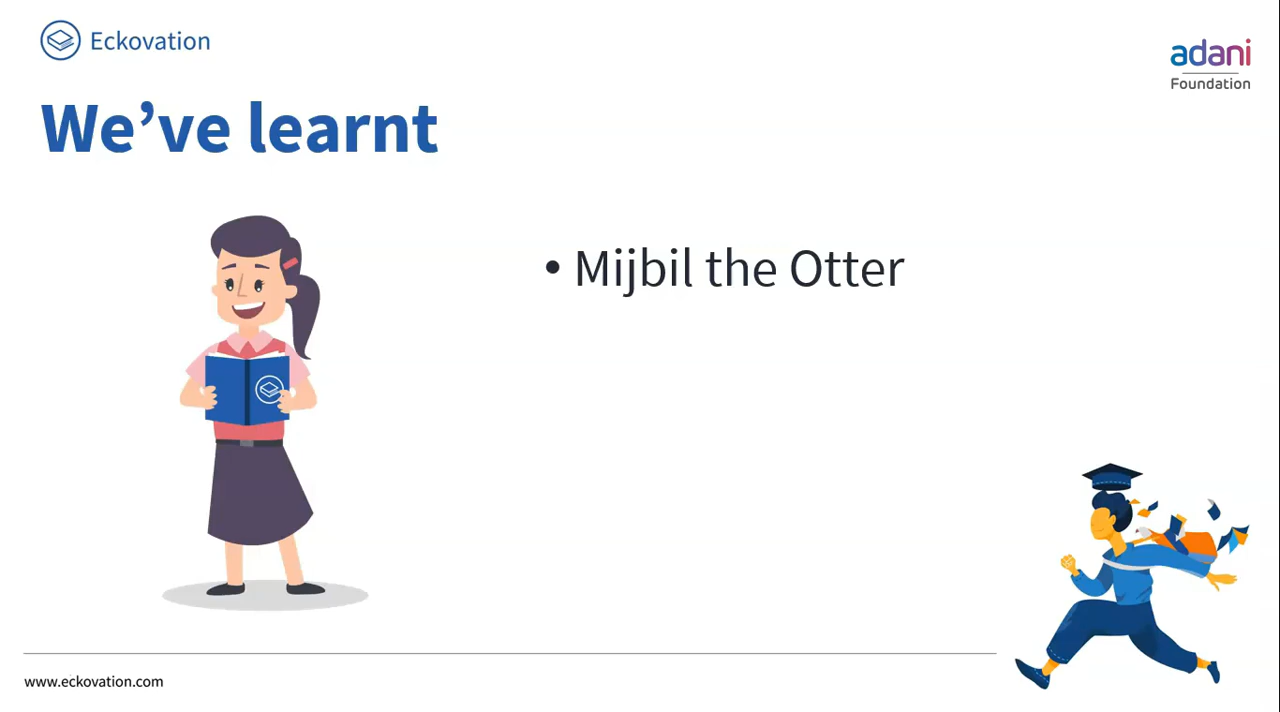 Eckovation
adani
Foundation
We’ve learnt
• Mijbil the Otter
www.eckovation.com